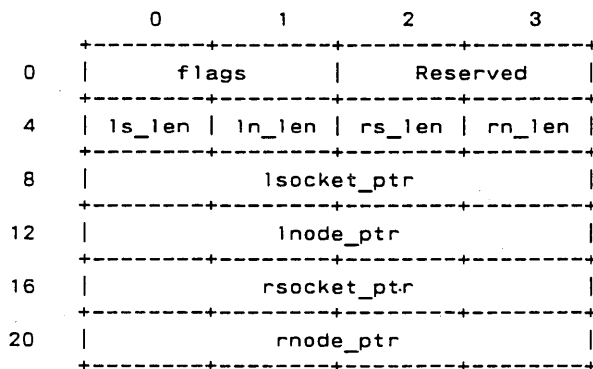 0 1 2 3
0 | flags | Reserved |
4 | ls_len | ln_len | rs_len | rn_len |
8 | lsocket_ptr |
12 | lnode_ptr |
16 | rsocket_ptr |
20 | rnode_ptr |